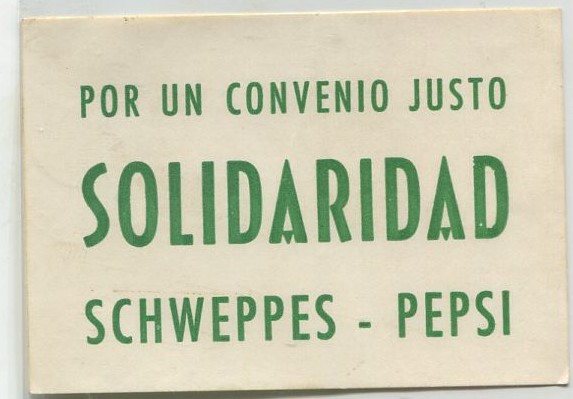 POR UN CONVENIO JUSTO
SOLIDARIDAD
SCHWEPPES - PEPSI